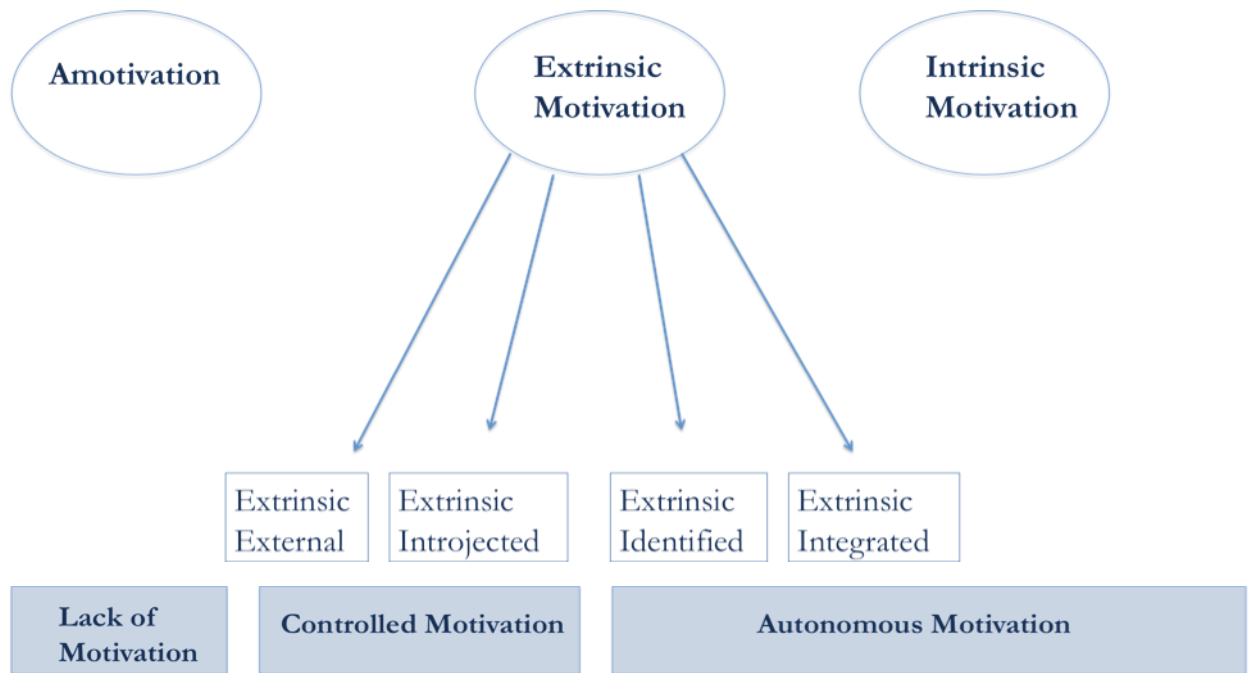 Amotivation
Extrinsic
Motivation
Intrinsic
Motivation
Extrinsic
External
Extrinsic
Introjected
Extrinsic
Identified
Extrinsic
Integrated
Lack of
Motivation
Controlled Motivation
Autonomous Motivation